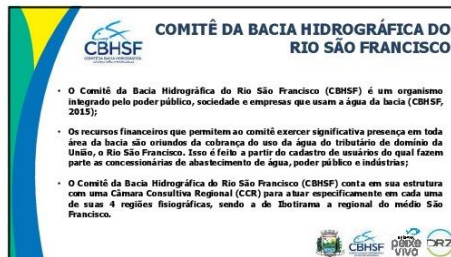 COMITÊ DA BACIA HIDROGRÁFICA DO
RIO SÃO FRANCISCO
CBHSF
• O Comitê da Bacia Hidrográfica do Rio São Francisco (CBHSF) é um organismo
integrado pelo poder público, sociedade e empresas que usam a água da bacia (CBHSF,
2015);
• Os recursos financeiros que permitem ao comitê exercer significativa presença em toda
área da bacia são oriundos da cobrança do uso da água do tributário de domínio da
União, o Rio São Francisco. Isso é feito a partir do cadastro de usuários do qual fazem
parte as concessionárias de abastecimento de água, poder público e indústrias;
• O Comitê da Bacia Hidrográfica do Rio São Francisco (CBHSF) conta em sua estrutura
com uma Câmara Consultiva Regional (CCR) para atuar especificamente em cada uma
de suas 4 regiões fisiográficas, sendo a de Ibotirama a regional do médio São
Francisco.
CBHSF
peixe
vivo
DRZ